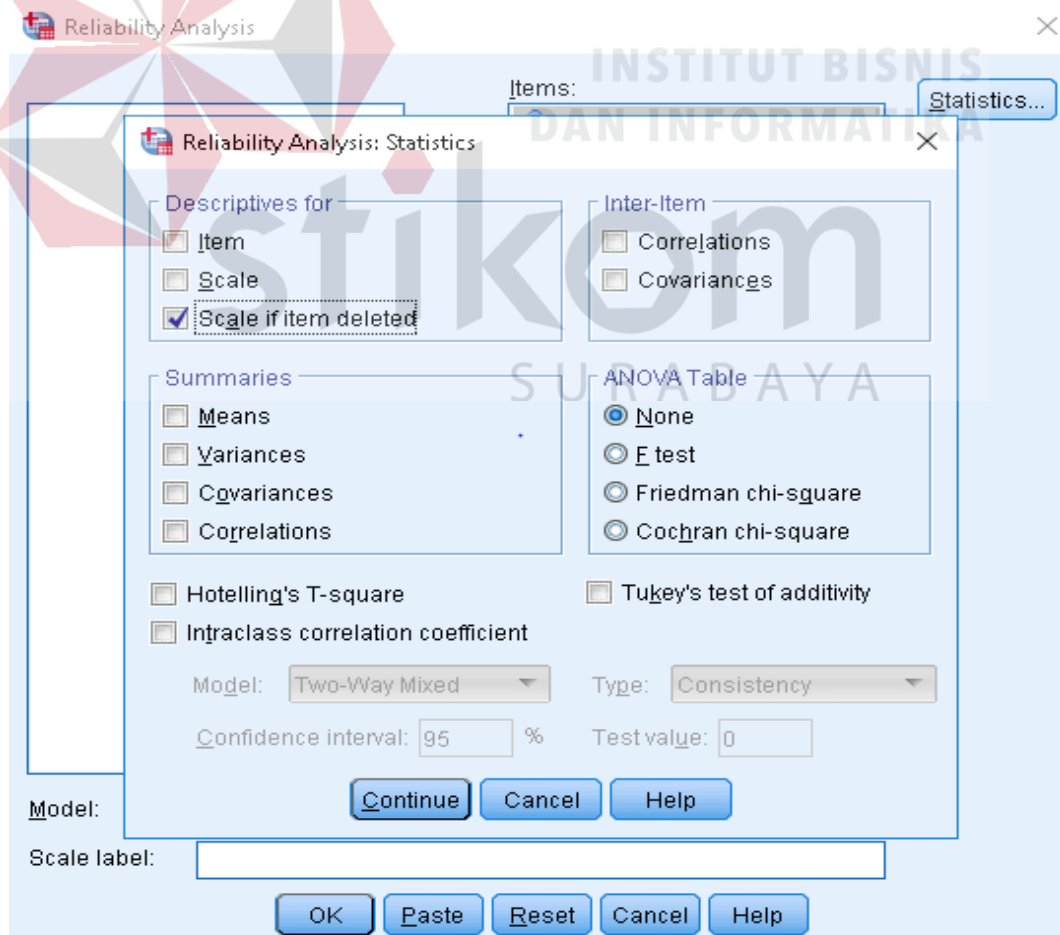 Reliability Analysis
INSTITUT BISNIS
DAN INFORMATIKA
stikom
SURABAYA
Items:
Statistics...
Reliability Analysis: Statistics
Descriptives for
Item
Scale
Scale if item deleted
Inter-Item
Correlations
Covariances
Summaries
Means
Variances
Covariances
Correlations
ANOVA Table
None
F test
Friedman chi-square
Cochran chi-square
Hotelling's T-square
Tukey's test of additivity
Intraclass correlation coefficient
Model: Two-Way Mixed
Type: Consistency
Confidence interval: 95 %
Test value: 0
Continue Cancel Help
Model:
Scale label:
OK Paste Reset Cancel Help